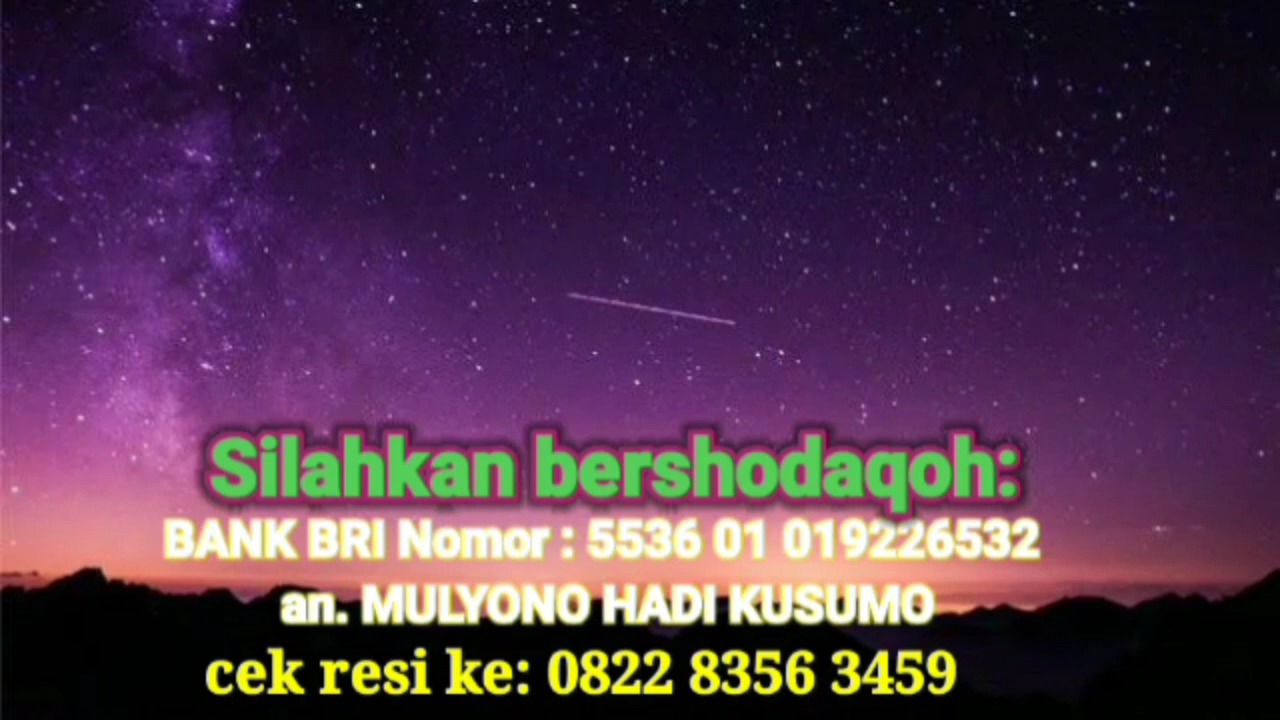 Silahkan bershodaqoh:
BANK BRI Nomor : 5536 01 019226532
an. MULYONO HADI KUSUMO
cek resi ke: 0822 8356 3459